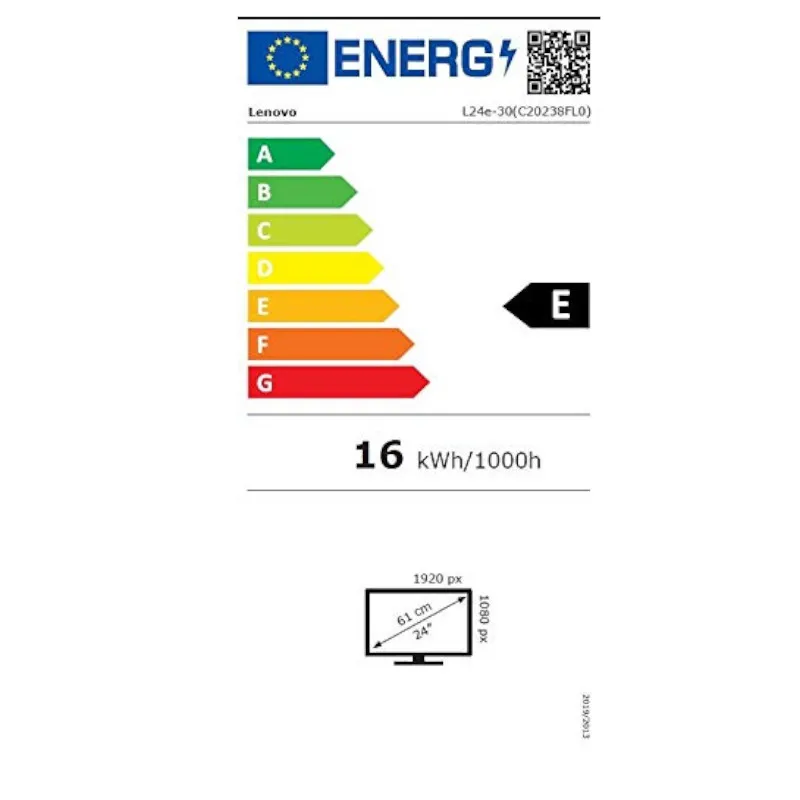 ENERG
Lenovo
L24e-30(C20238FL0)
A
B
C
D
E
E
F
G
16 kWh/1000h
1920 px
1080 px
61 cm
24"
2019/2013